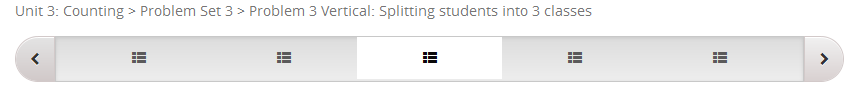 Unit 3: Counting > Problem Set 3 > Problem 3 Vertical: Splitting students into 3 classes